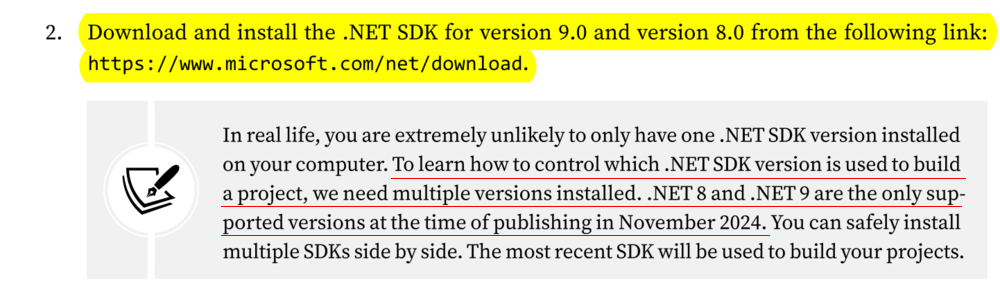 2. Download and install the .NET SDK for version 9.0 and version 8.0 from the following link:
https://www.microsoft.com/net/download.
In real life, you are extremely unlikely to only have one .NET SDK version installed
on your computer. To learn how to control which .NET SDK version is used to build
a project, we need multiple versions installed. .NET 8 and .NET 9 are the only sup-
ported versions at the time of publishing in November 2024. You can safely install
multiple SDKs side by side. The most recent SDK will be used to build your projects.